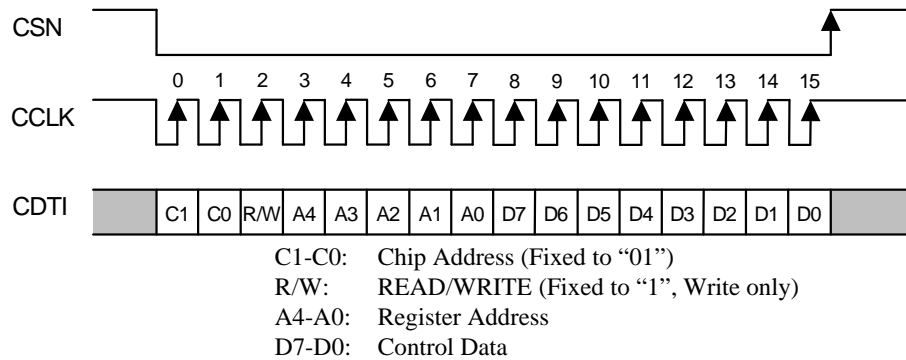 CSN
0 1 2 3 4 5 6 7 8 9 10 11 12 13 14 15
CCLK
CDTI C1 C0 R/W A4 A3 A2 A1 A0 D7 D6 D5 D4 D3 D2 D1 D0
C1-C0: Chip Address (Fixed to “01”)
R/W: READ/WRITE (Fixed to “1”, Write only)
A4-A0: Register Address
D7-D0: Control Data